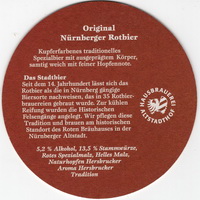 Original
Nürnberger Rotbier
Kupferfarbenes traditionelles
Spezialbier mit ausgeprägtem Körper,
samtig weich mit feiner Hopfennote.
Das Stadtbier
Seit dem 14. Jahrhundert lässt sich das
Rotbier als die in Nürnberg gängige
Biersorte nachweisen, das in 35 Rotbier-
brauereien gebraut wurde. Zur kühlen
Reifung wurden die Historischen
Felsengänge angelegt. Wir pflegen diese
Tradition und brauen am historischen
Standort des Roten Bräuhauses in der
Nürnberger Altstadt.
5,2 % Alkohol, 13,5 % Stammwürze,
Rotes Spezialmalz, Helles Malz,
Naturhopfen Hersbrucker
Aroma Hersbrucker
Tradition
HAUSBRAUEREI
ALTSTADTHOF